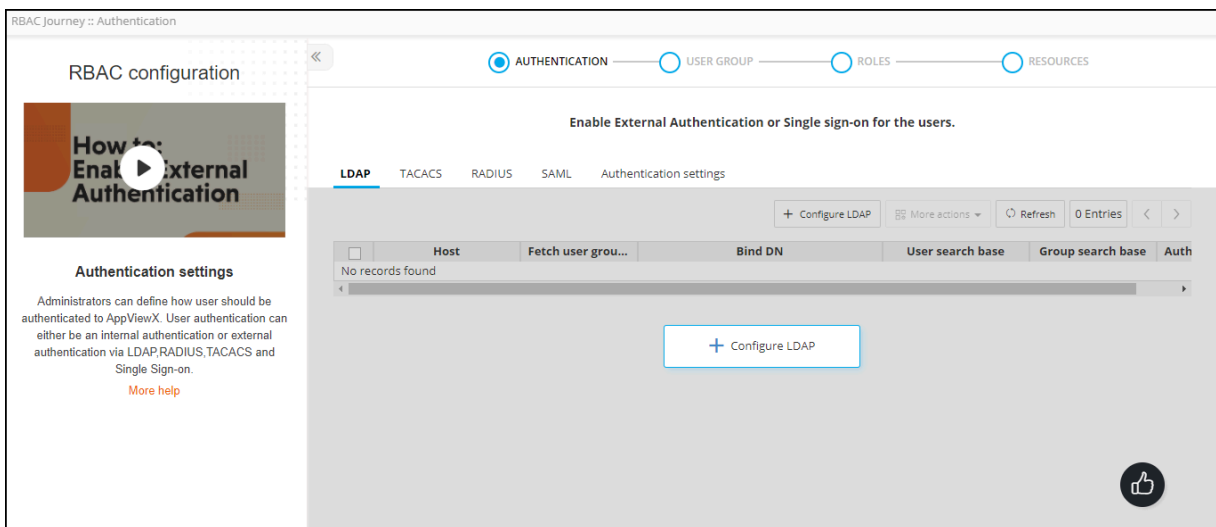 RBAC Journey :: Authentication
RBAC configuration
How to:
Enable External
Authentication
Authentication settings
Administrators can define how user should be
authenticated to AppViewX. User authentication can
either be an internal authentication or external
authentication via LDAP,RADIUS,TACACS and
Single Sign-on.
More help
AUTHENTICATION USER GROUP ROLES RESOURCES
Enable External Authentication or Single sign-on for the users.
LDAP TACACS RADIUS SAML Authentication settings
+ Configure LDAP More actions Refresh 0 Entries
Host Fetch user grou... Bind DN User search base Group search base Auth
No records found
+ Configure LDAP